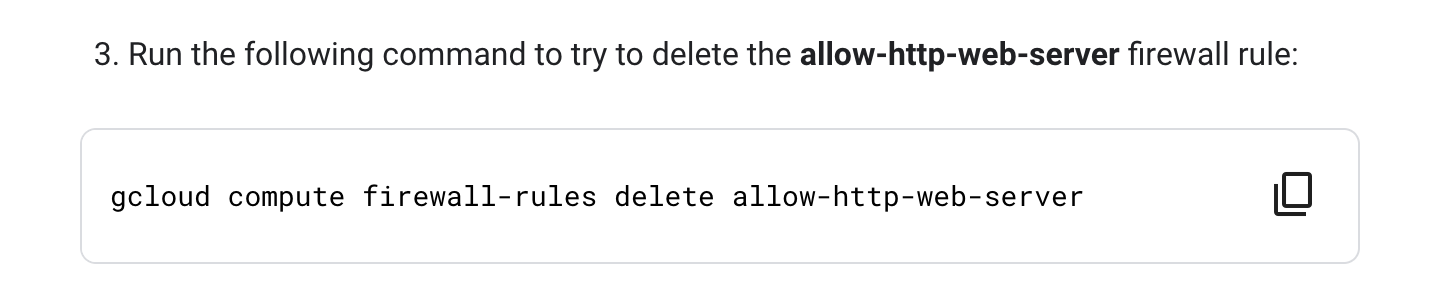 3. Run the following command to try to delete the allow-http-web-server firewall rule:
gcloud compute firewall-rules delete allow-http-web-server